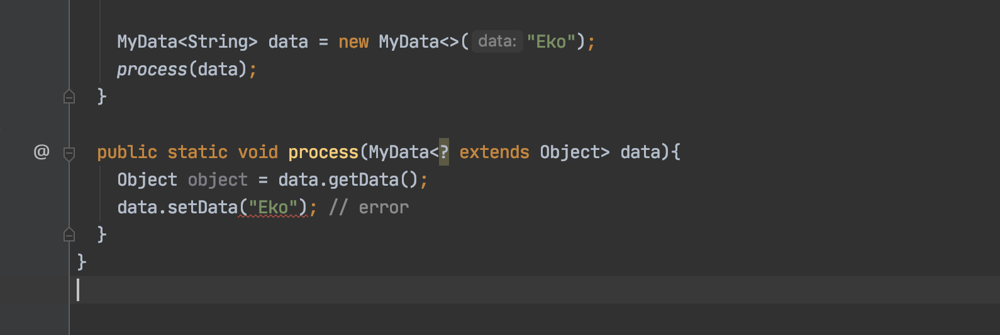 MyData<String> data = new MyData<>( data: "Eko");
process(data);
}
@ public static void process(MyData<? extends Object> data){
Object object = data.getData();
data.setData("Eko"); // error
}
}